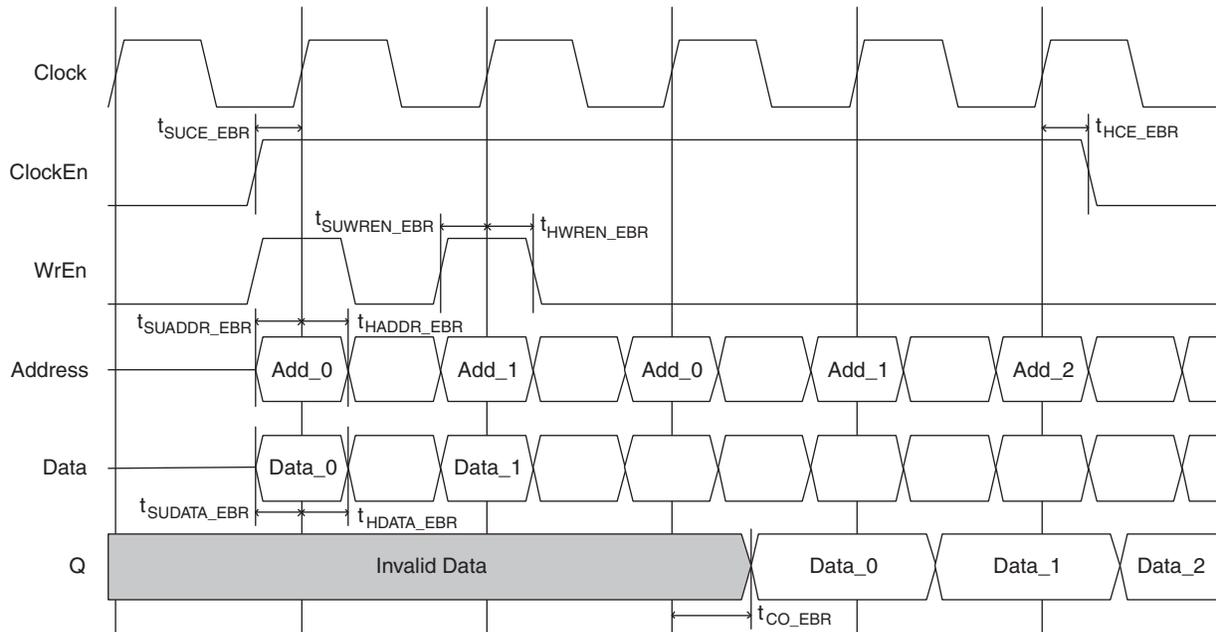 Clock
tSUCE_EBR
tHCE_EBR
ClockEn
tSUWREN_EBR
tHWREN_EBR
WrEn
tSUADDR_EBR
tHADDR_EBR
Address
Add_0
Add_1
Add_0
Add_1
Add_2
Data
Data_0
Data_1
tSUDATA_EBR
tHDATA_EBR
Q
Invalid Data
Data_0
Data_1
Data_2
tCO_EBR